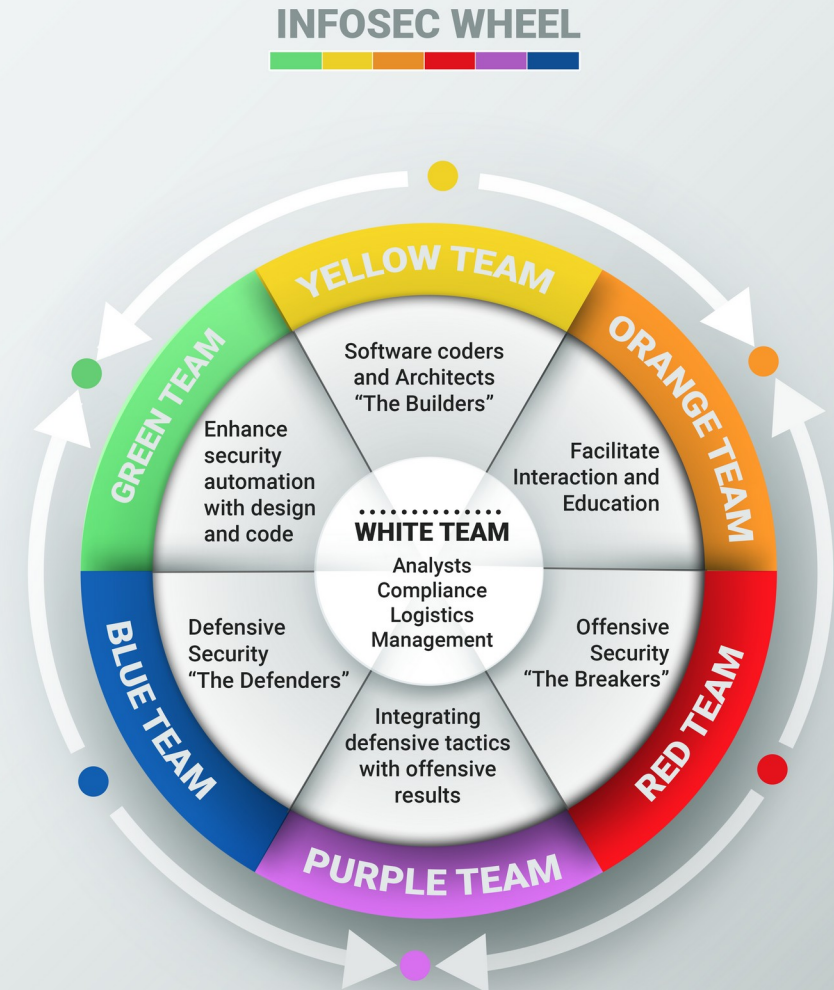 INFOSEC WHEEL
YELLOW TEAM
Software coders
and Architects
“The Builders”
ORANGE TEAM
Facilitate
Interaction and
Education
RED TEAM
Offensive
Security
“The Breakers”
PURPLE TEAM
Integrating
defensive tactics
with offensive
results
BLUE TEAM
Defensive
Security
“The Defenders”
GREEN TEAM
Enhance
security
automation
with design
and code
WHITE TEAM
Analysts
Compliance
Logistics
Management